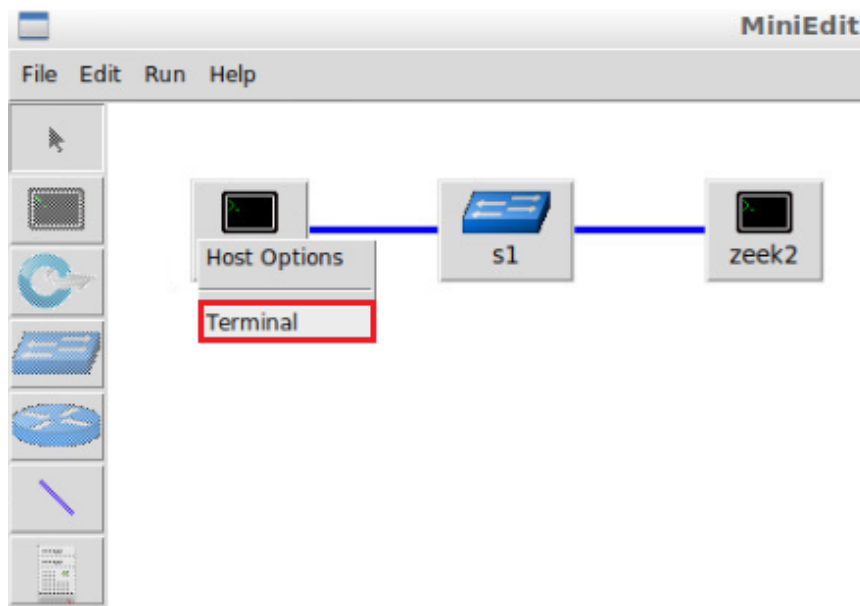 MiniEdit
File Edit Run Help
Host Options
s1
zeek2
Terminal